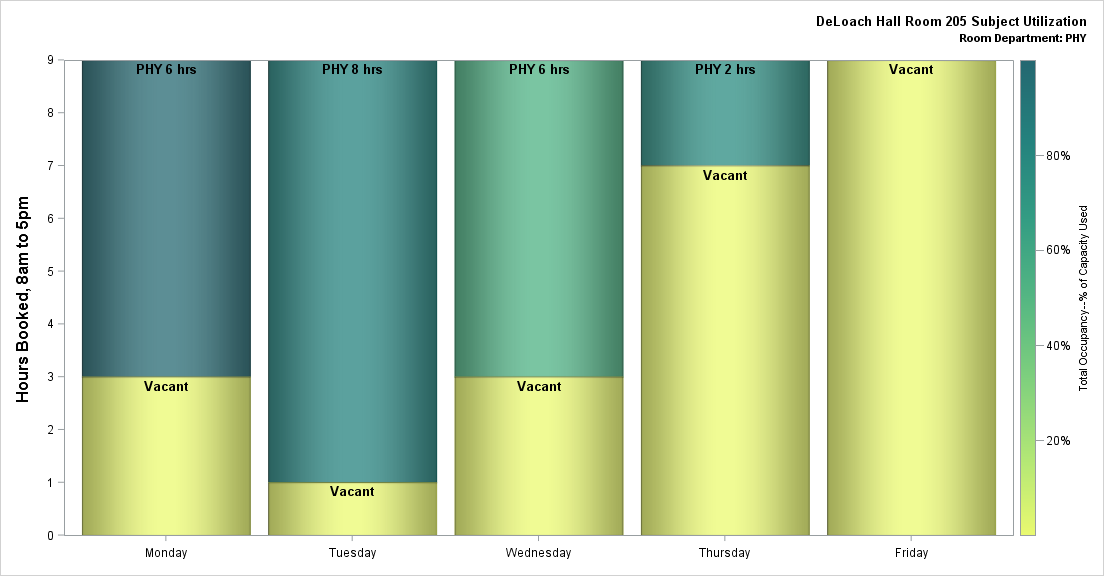 DeLoach Hall Room 205 Subject Utilization
Room Department: PHY
Hours Booked, 8am to 5pm
9
8
7
6
5
4
3
2
1
0
PHY 6 hrs
Vacant
PHY 8 hrs
Vacant
PHY 6 hrs
Vacant
PHY 2 hrs
Vacant
Vacant
Monday
Tuesday
Wednesday
Thursday
Friday
80%
60%
40%
20%
Total Occupancy--% of Capacity Used